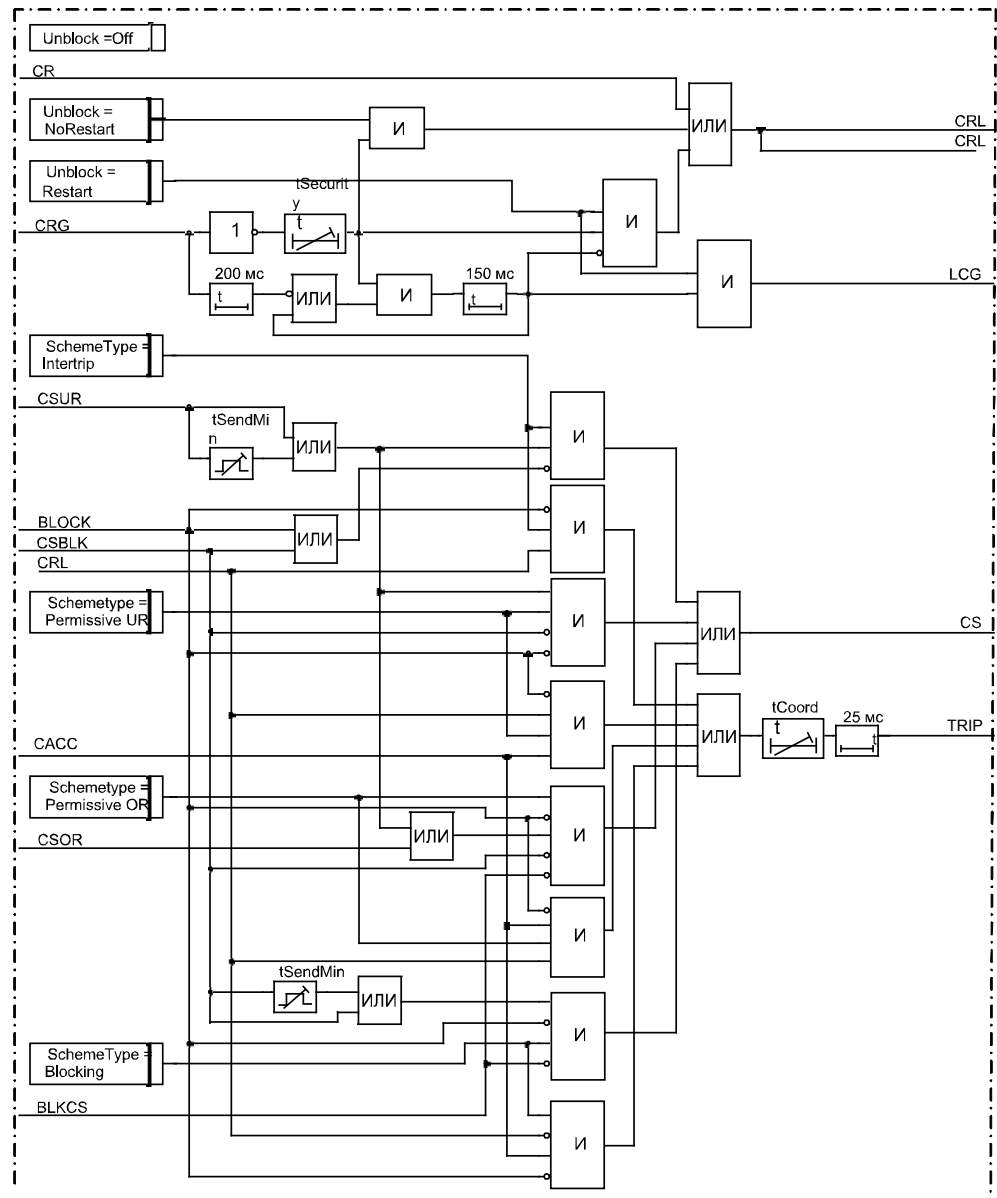 Unblock =Off
CR
Unblock =
NoRestart
И
ИЛИ
CRL
CRL
Unblock =
Restart
tSecurit
y
t
И
CRG
1
200 мс
t
ИЛИ
И
150 мс
t
И
LCG
SchemeType =
Intertrip
CSUR
tSendMi
n
ИЛИ
И
BLOCK
CSBLK
CRL
ИЛИ
И
Schemetype =
Permissive UR
И
ИЛИ
CS
И
ИЛИ
tCoord
t
25 мс
t
TRIP
CACC
Schemetype =
Permissive OR
CSOR
ИЛИ
И
И
tSendMin
ИЛИ
И
SchemeType =
Blocking
BLKCS
И